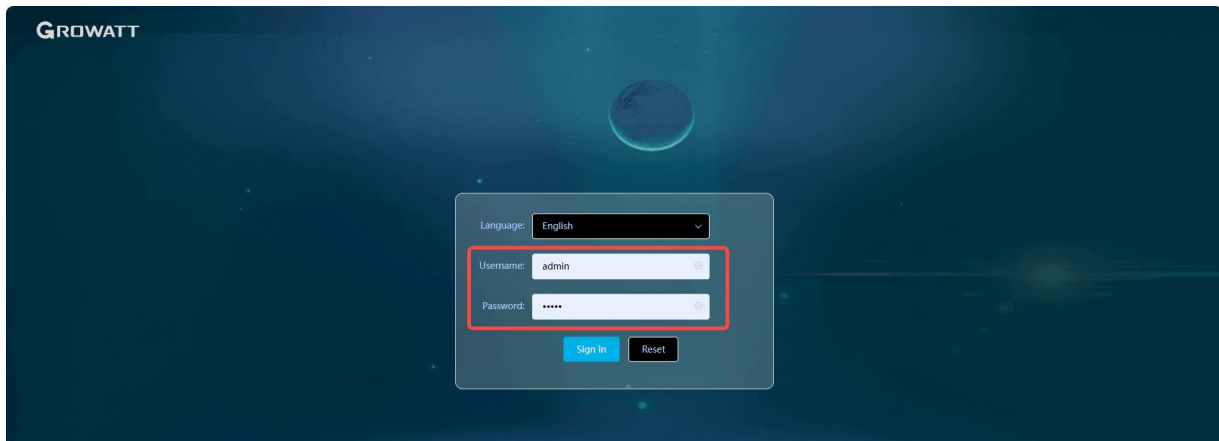 GROWATT
Language: English
Username: admin
Password: •••••
Sign In Reset